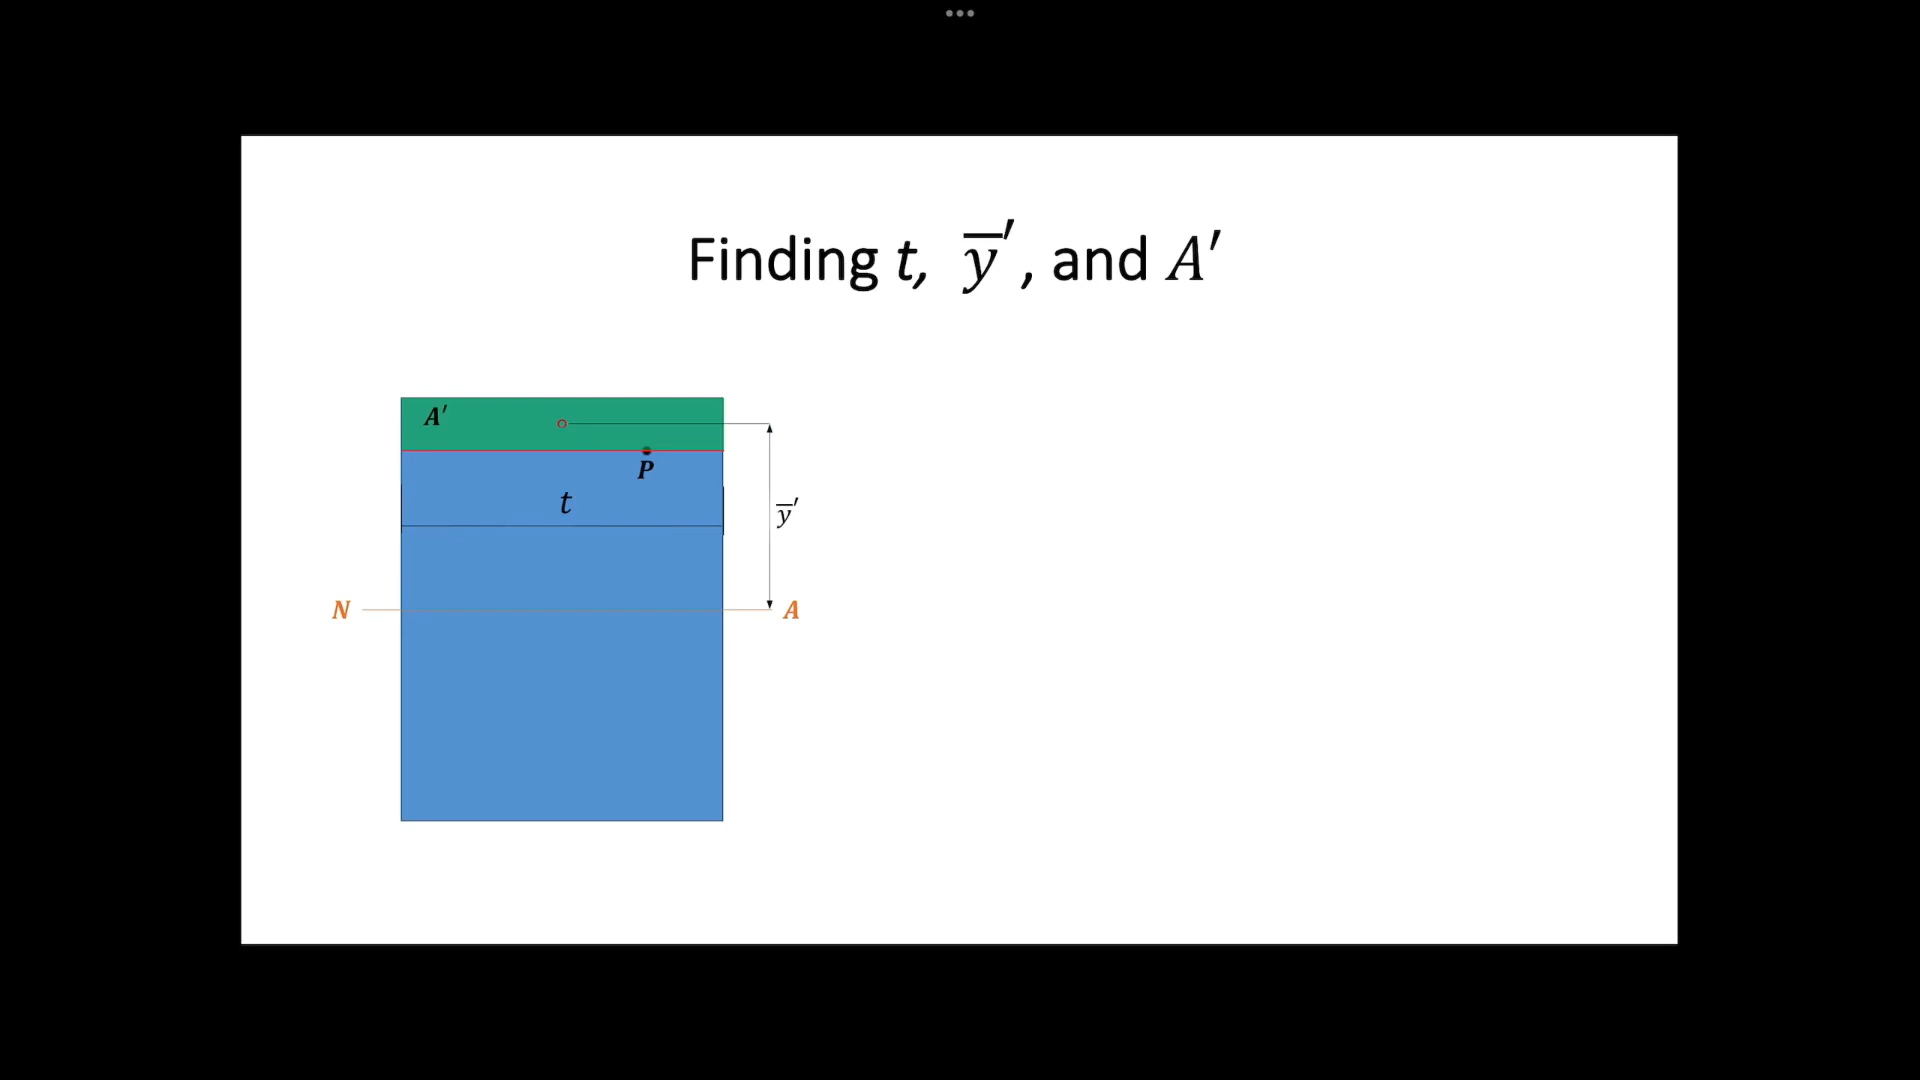 Finding t, y̅′, and A′
A′
P
t
y̅′
N A